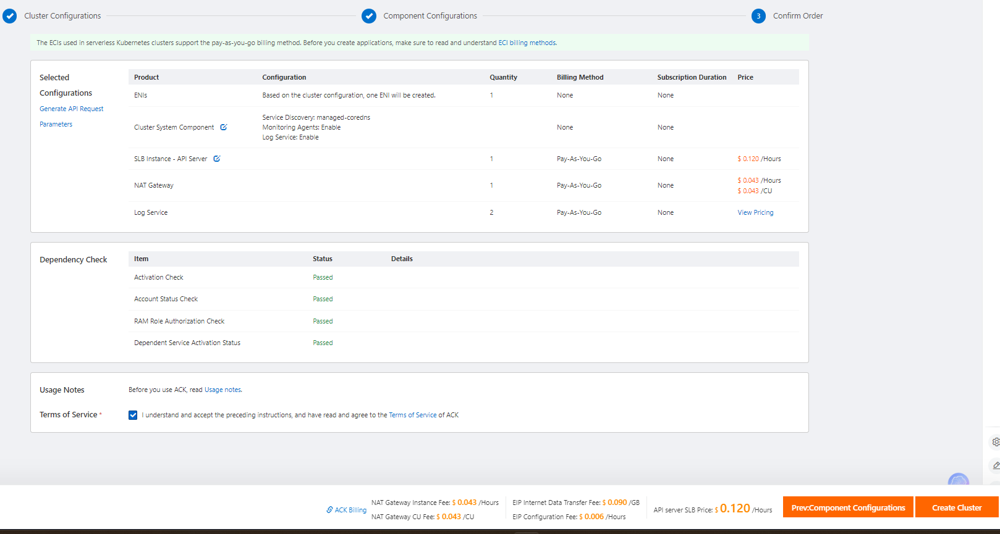 Cluster Configurations
Component Configurations
3 Confirm Order
The ECIs used in serverless Kubernetes clusters support the pay-as-you-go billing method. Before you create applications, make sure to read and understand ECI billing methods.
Selected
Configurations
Generate API Request
Parameters
Product Configuration Quantity Billing Method Subscription Duration Price
ENIs Based on the cluster configuration, one ENI will be created. 1 None None
Cluster System Component
Service Discovery: managed-coredns
Monitoring Agents: Enable
Log Service: Enable
None None
SLB Instance - API Server 1 Pay-As-You-Go None $ 0.120 /Hours
NAT Gateway 1 Pay-As-You-Go None
$ 0.043 /Hours
$ 0.043 /CU
Log Service 2 Pay-As-You-Go None View Pricing
Dependency Check
Item Status Details
Activation Check Passed
Account Status Check Passed
RAM Role Authorization Check Passed
Dependent Service Activation Status Passed
Usage Notes Before you use ACK, read Usage notes.
Terms of Service * I understand and accept the preceding instructions, and have read and agree to the Terms of Service of ACK
ACK Billing
NAT Gateway Instance Fee: $ 0.043 /Hours
NAT Gateway CU Fee: $ 0.043 /CU
EIP Internet Data Transfer Fee: $ 0.090 /GB
EIP Configuration Fee: $ 0.006 /Hours
API server SLB Price: $ 0.120 /Hours
Prev:Component Configurations
Create Cluster